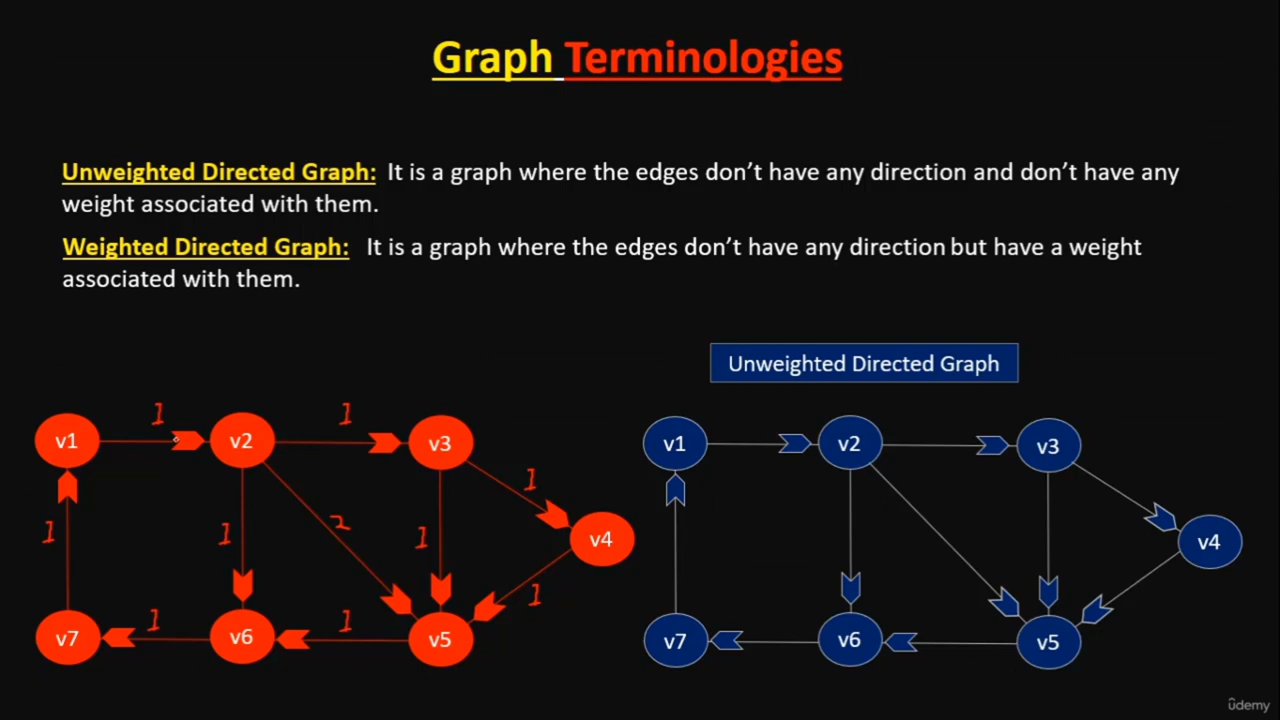 Graph Terminologies
Unweighted Directed Graph: It is a graph where the edges don't have any direction and don't have any
weight associated with them.
Weighted Directed Graph: It is a graph where the edges don't have any direction but have a weight
associated with them.
Unweighted Directed Graph
1 1
v1 v2 v3
1
1 1 2 1
v4
1
1 1
v7 v6 v5
v1 v2 v3
v4
v7 v6 v5
ûdemy